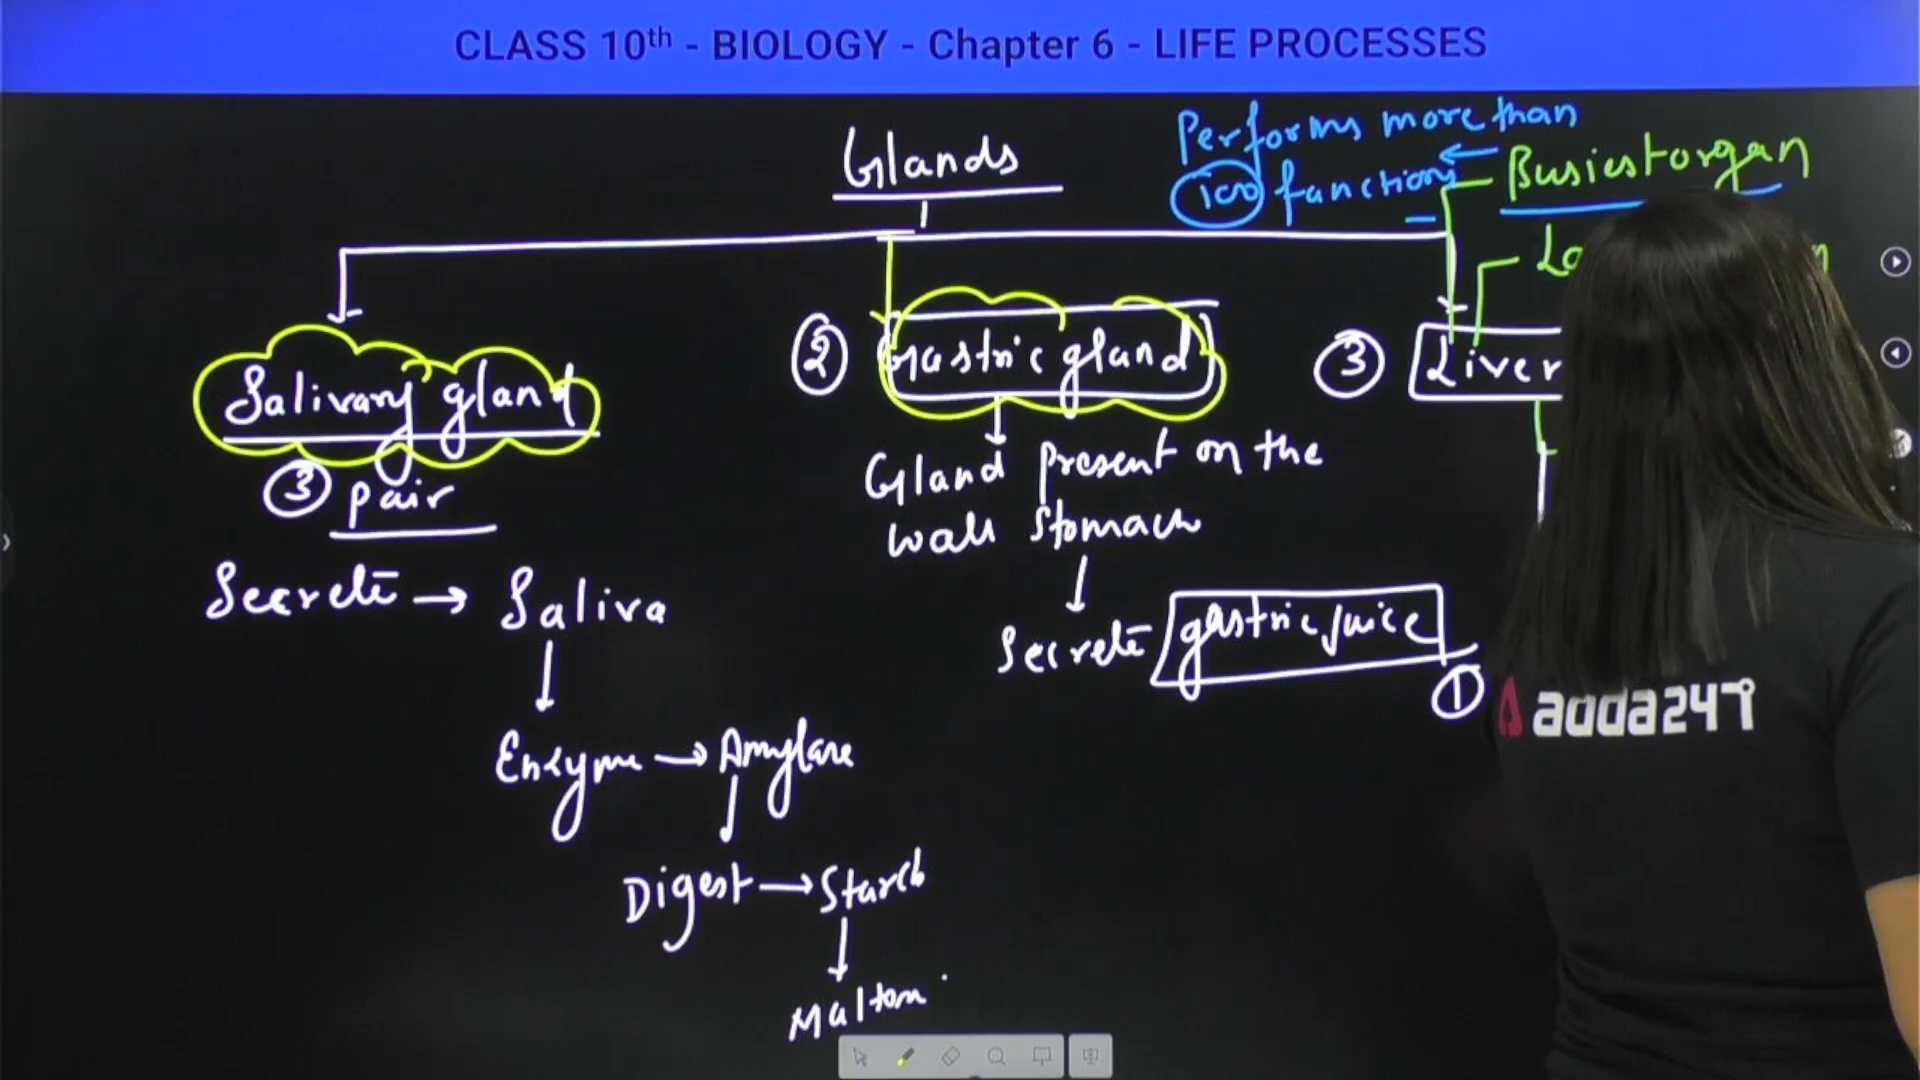 CLASS 10th - BIOLOGY - Chapter 6 - LIFE PROCESSES
Glands
Performs more than
100 functions
Busiest organ
Salivary gland
3 pair
Secrete → Saliva
Enzyme → Amylase
Digest → Starch
2 Gastric gland
Gland present on the
wall stomach
Secrete gastric juice
1
3 Liver
adda247